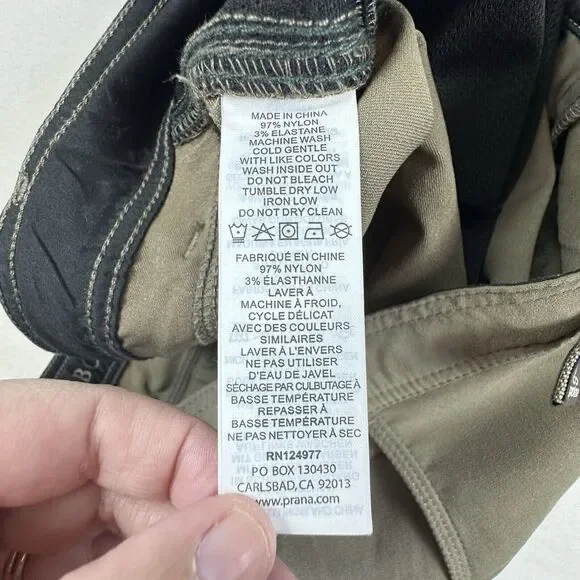 MADE IN CHINA
97% NYLON
3% ELASTANE
MACHINE WASH
COLD GENTLE
WITH LIKE COLORS
WASH INSIDE OUT
DO NOT BLEACH
TUMBLE DRY LOW
IRON LOW
DO NOT DRY CLEAN
FABRIQUÉ EN CHINE
97% NYLON
3% ÉLASTHANNE
LAVER À
MACHINE À FROID,
CYCLE DÉLICAT
AVEC DES COULEURS
SIMILAIRES
LAVER À L'ENVERS
NE PAS UTILISER
D'EAU DE JAVEL
SÉCHAGE PAR CULBUTAGE À
BASSE TEMPÉRATURE
REPASSER À
BASSE TEMPÉRATURE
NE PAS NETTOYER À SEC
RN124977
PO BOX 130430
CARLSBAD, CA 92013
www.prana.com